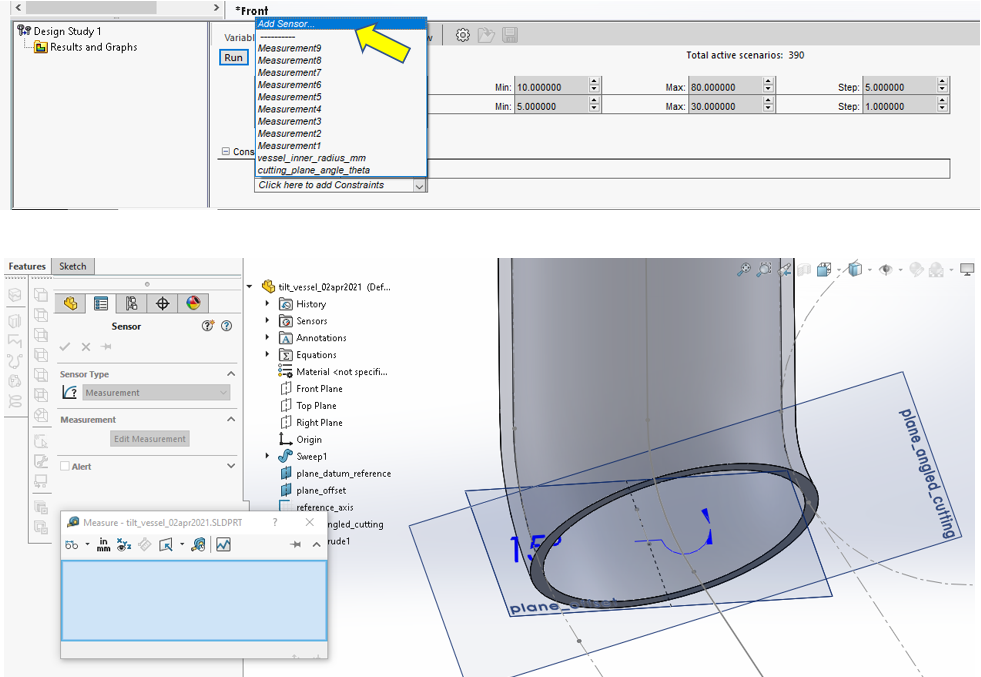 *Front
Design Study 1
Results and Graphs
Variabl
Run
Add Sensor...
------------
Measurement9
Measurement8
Measurement7
Measurement6
Measurement5
Measurement4
Measurement3
Measurement2
Measurement1
vessel_inner_radius_mm
cutting_plane_angle_theta
Click here to add Constraints
w
Total active scenarios: 390
Min: 10.000000 Max: 80.000000 Step: 5.000000
Min: 5.000000 Max: 30.000000 Step: 1.000000
Cons
Features Sketch
Sensor
Sensor Type
Measurement
Measurement
Edit Measurement
Alert
tilt_vessel_02apr2021 (Def...
History
Sensors
Annotations
Equations
Material <not specifi...
Front Plane
Top Plane
Right Plane
Origin
Sweep1
plane_datum_reference
plane_offset
reference_axis
ngled_cutting
rude1
Measure - tilt_vessel_02apr2021.SLDPRT ?
in
mm
plane_angled_cutting
15°